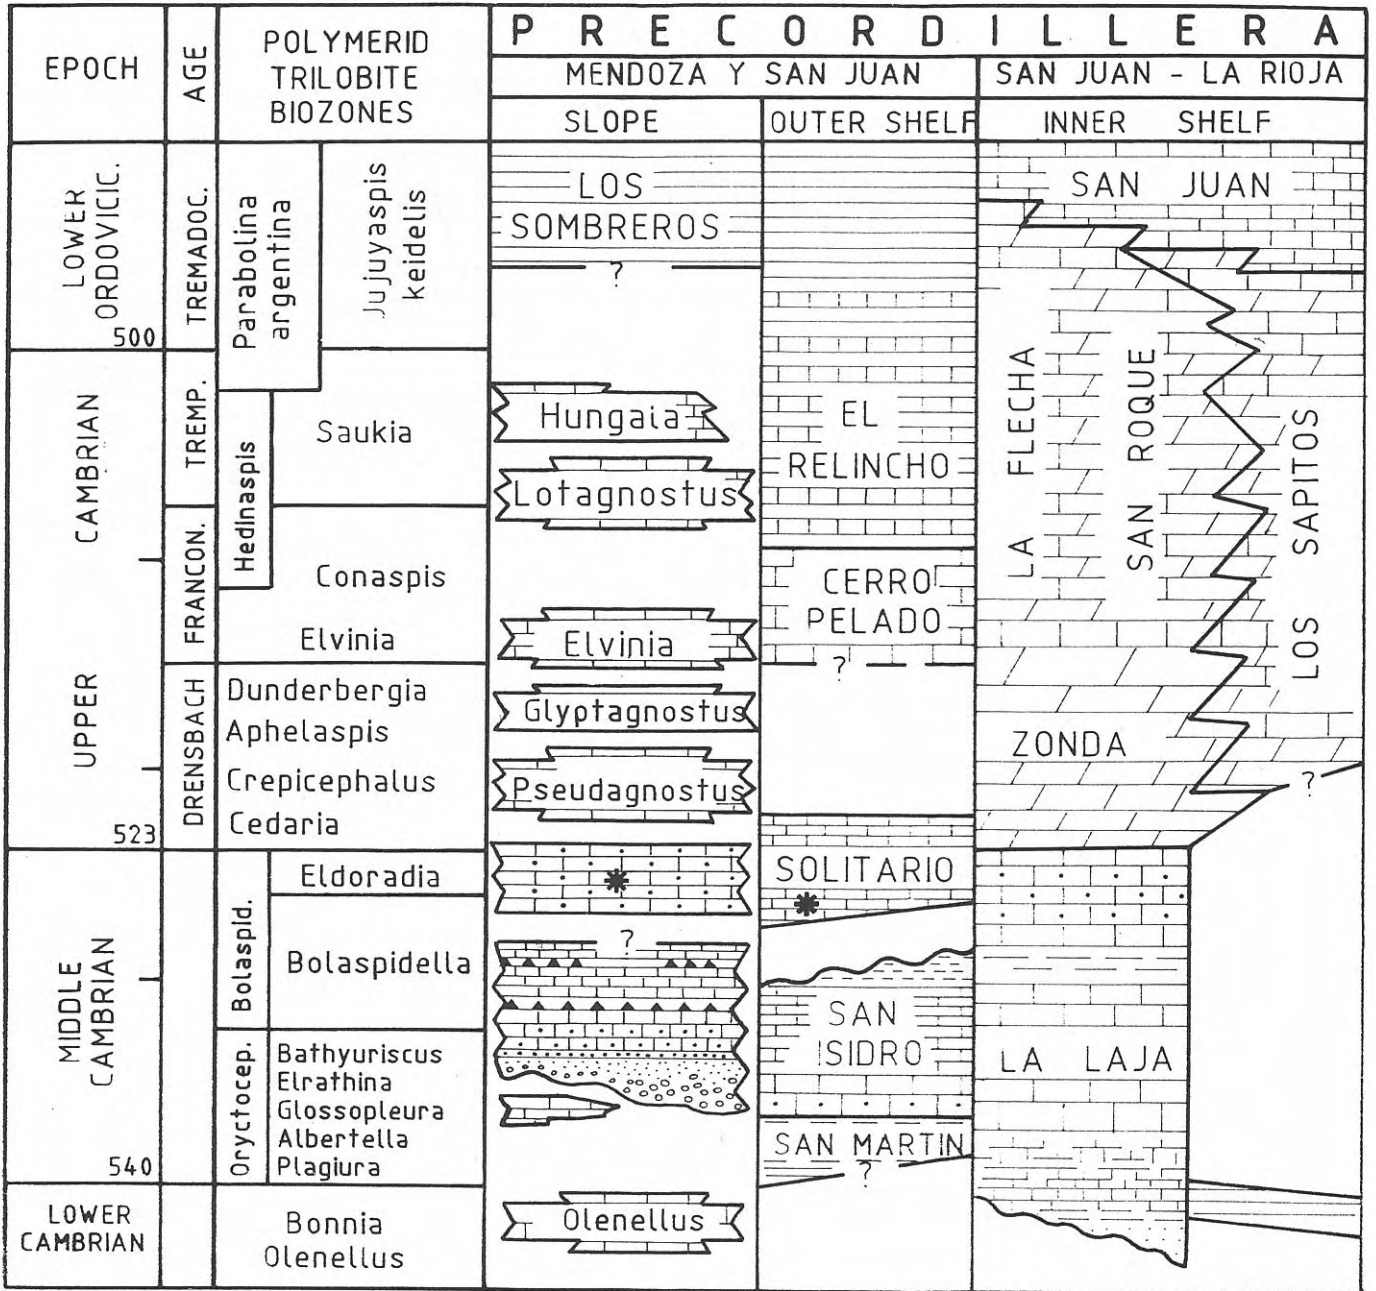 EPOCH
AGE
POLYMERID
TRILOBITE
BIOZONES
PRECORDILLERA
MENDOZA Y SAN JUAN
SAN JUAN - LA RIOJA
SLOPE
OUTER SHELF
INNER SHELF
LOWER
ORDOVICIC.
500
TREMADOC.
Parabolina
argentina
Jujuyaspis
keidelis
LOS
SOMBREROS
?
SAN JUAN
UPPER CAMBRIAN
523
TREMP.
FRANCON.
DRENSBACH
Hedinaspis
Saukia
Conaspis
Elvinia
Dunderbergia
Aphelaspis
Crepicephalus
Cedaria
Hungaia
Lotagnostus
Elvinia
Glyptagnostus
Pseudagnostus
EL
RELINCHO
CERRO
PELADO
?
LA FLECHA
SAN ROQUE
LOS SAPITOS
ZONDA
?
MIDDLE
CAMBRIAN
540
Bolaspid.
Oryctocep.
Eldoradia
Bolaspidella
Bathyuriscus
Elrathina
Glossopleura
Albertella
Plagiura
?
SOLITARIO
SAN
ISIDRO
SAN MARTIN
?
LA LAJA
LOWER
CAMBRIAN
Bonnia
Olenellus
Olenellus